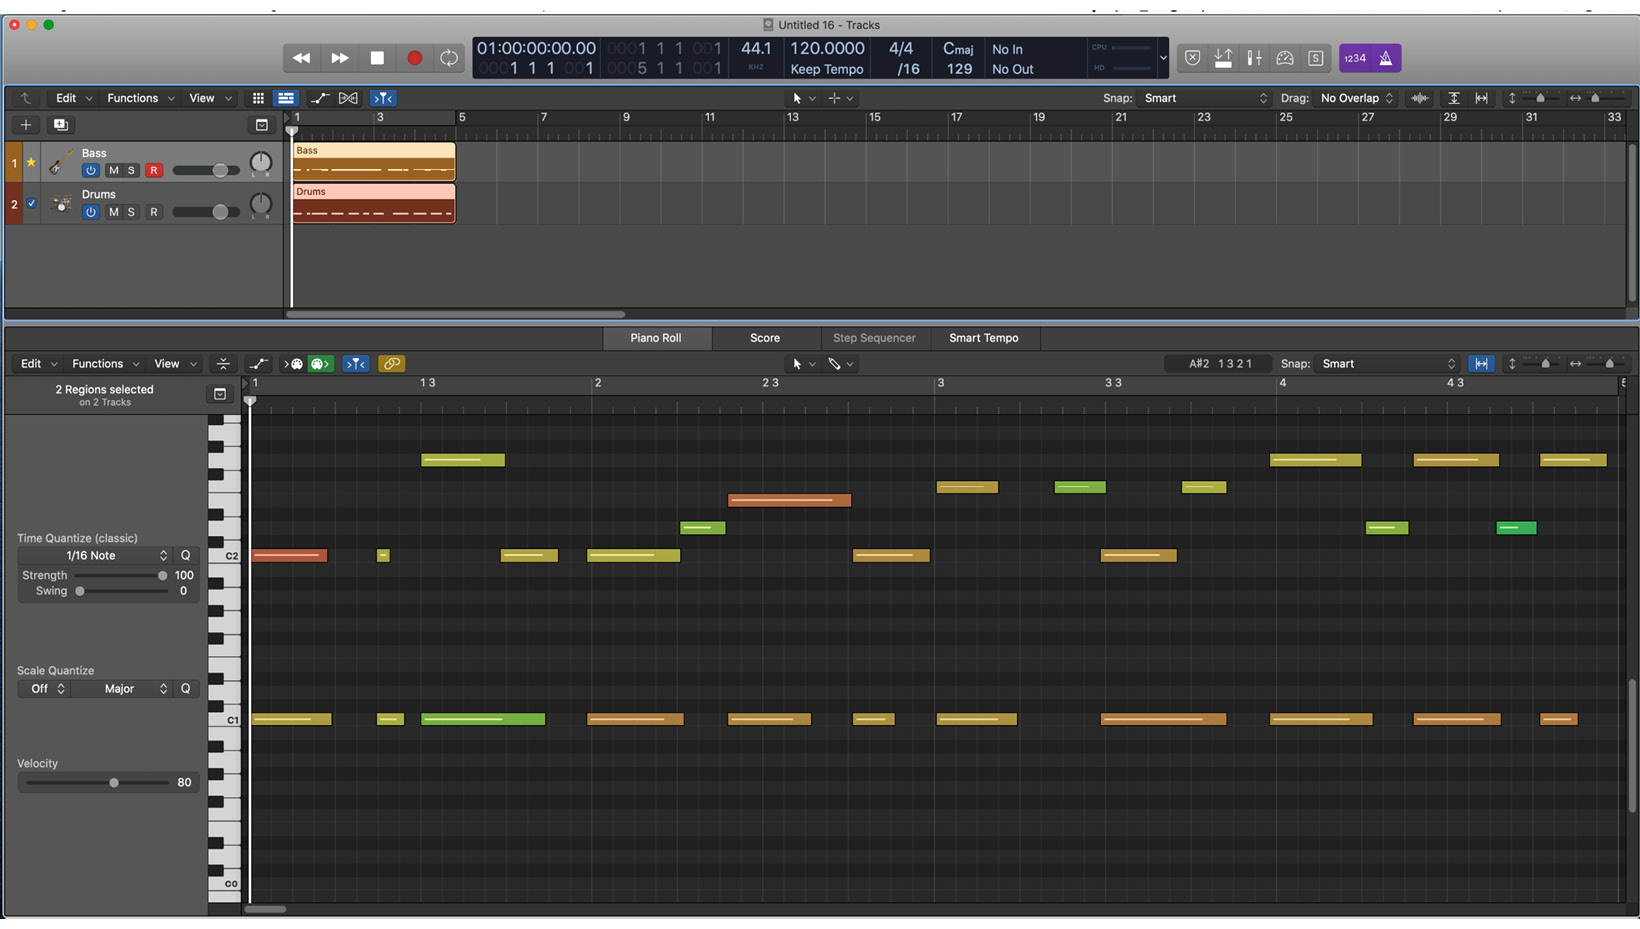 Untitled 16 - Tracks
01:00:00:00.00 0001 1 1 001 44.1 120.0000 4/4 Cmaj No In CPU
0001 1 1 001 0005 1 1 001 KHZ Keep Tempo /16 129 No Out HD
S 1234
Edit Functions View Snap: Smart Drag: No Overlap
1 3 5 7 9 11 13 15 17 19 21 23 25 27 29 31 33
1 Bass Bass
M S R L R
2 Drums Drums
M S R L R
Piano Roll Score Step Sequencer Smart Tempo
Edit Functions View A#2 1 3 2 1 Snap: Smart
2 Regions selected 1 1 3 2 2 3 3 3 3 4 4 3 5
on 2 Tracks
Time Quantize (classic)
1/16 Note Q C2
Strength 100
Swing 0
Scale Quantize
Off Major Q
C1
Velocity
80
C0